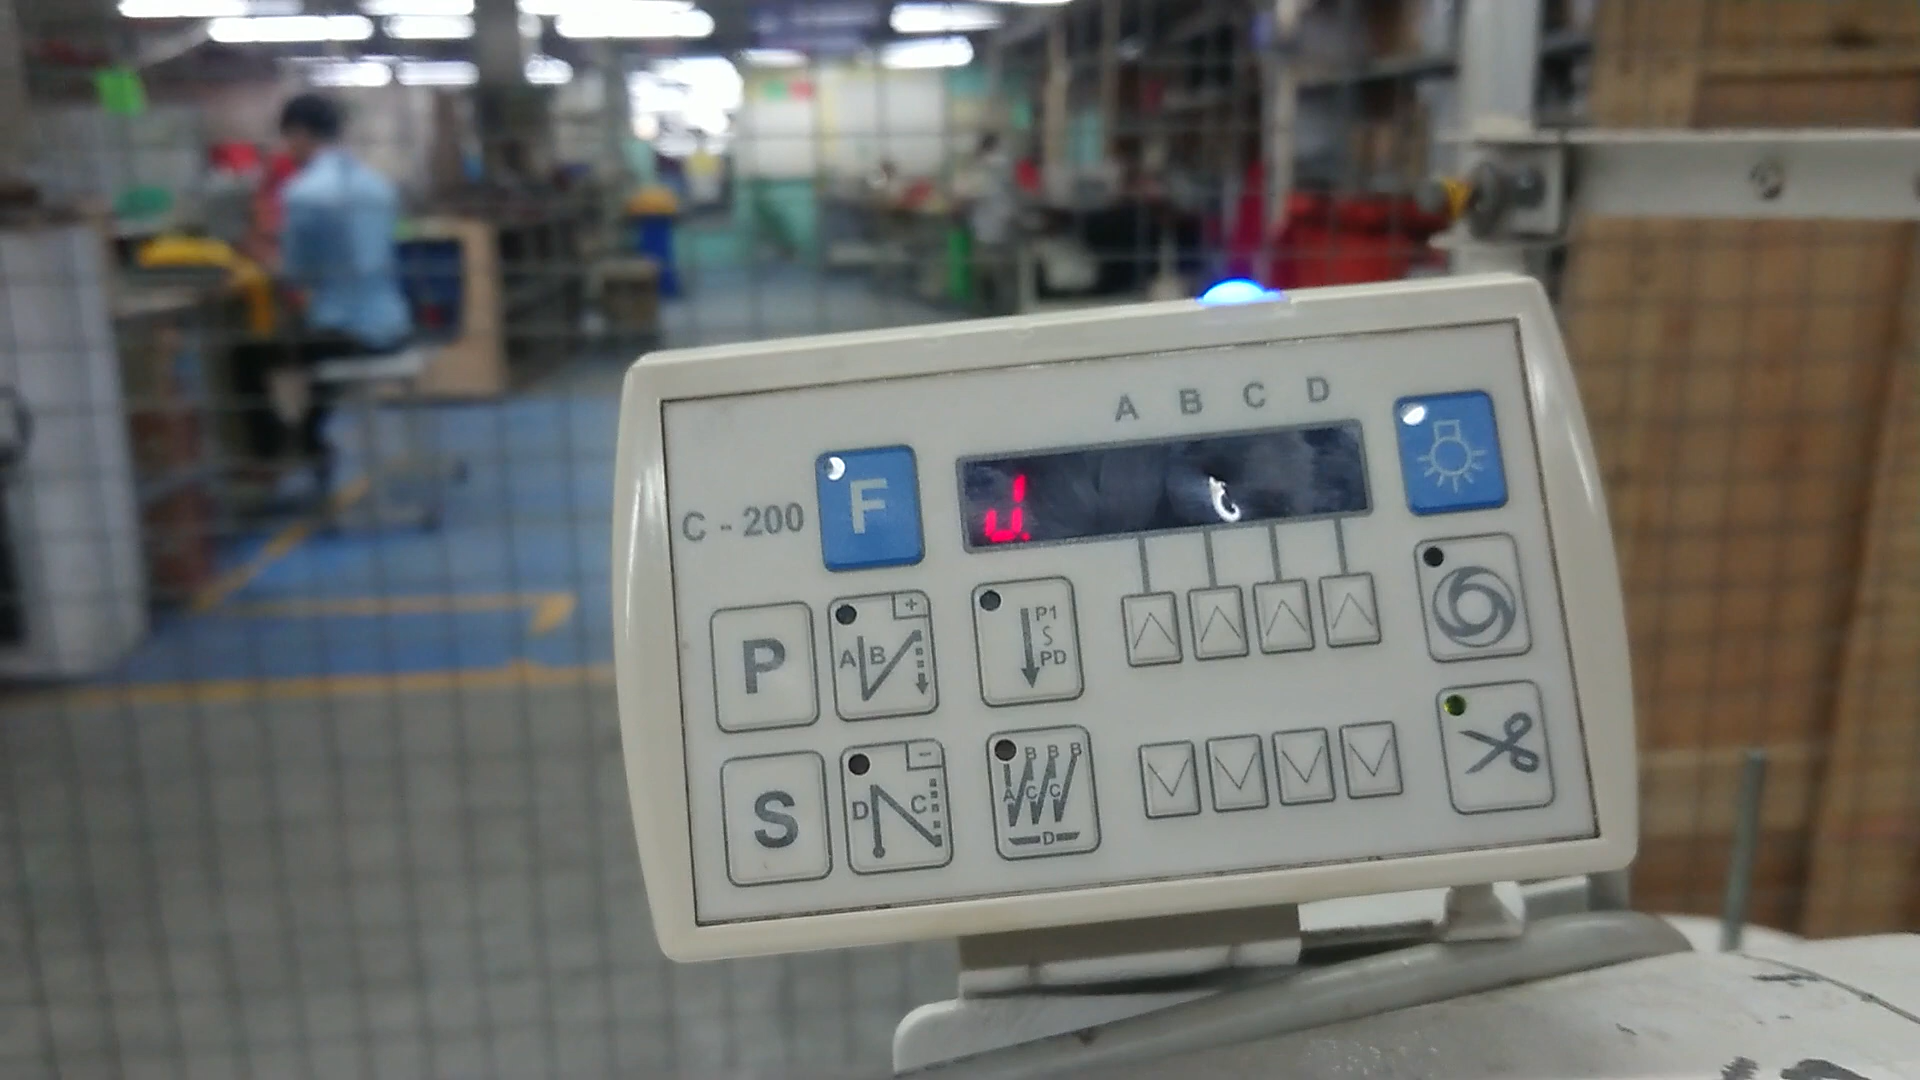 A B C D
C - 200
F
J.
P
A B +
P1
S
PD
S
D C -
B B B
A C C
D